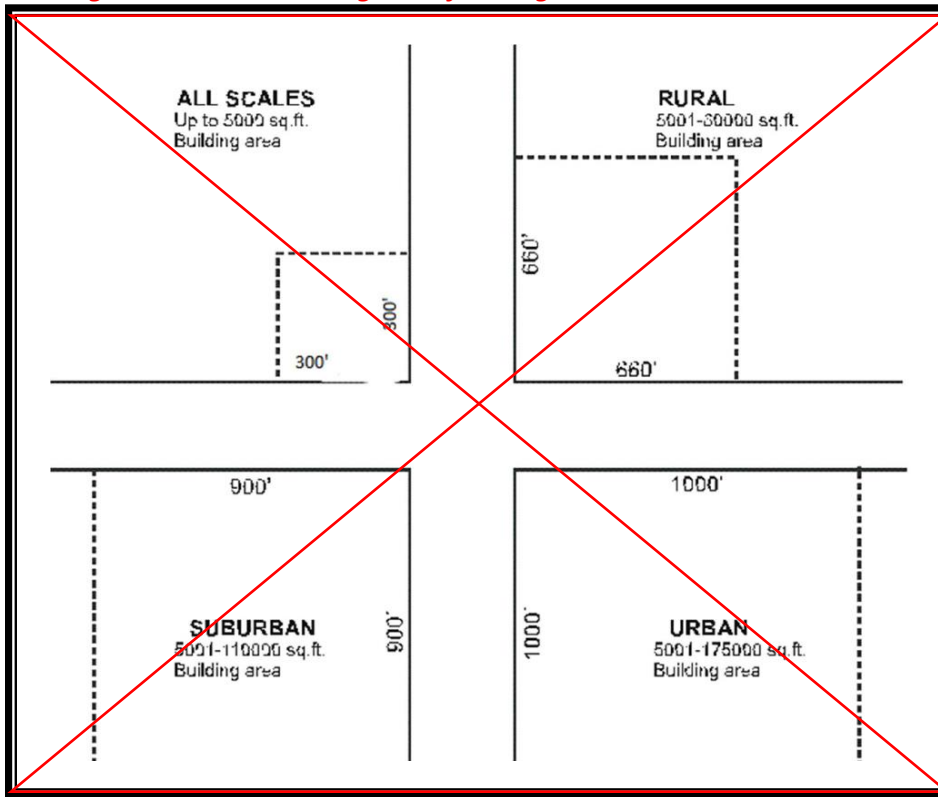 ALL SCALES
Up to 5000 sq.ft.
Building area
RURAL
5001-30000 sq.ft.
Building area
660'
300'
300'
660'
900'
1000'
900'
1000'
SUBURBAN
5001-110000 sq.ft.
Building area
URBAN
5001-175000 sq.ft.
Building area